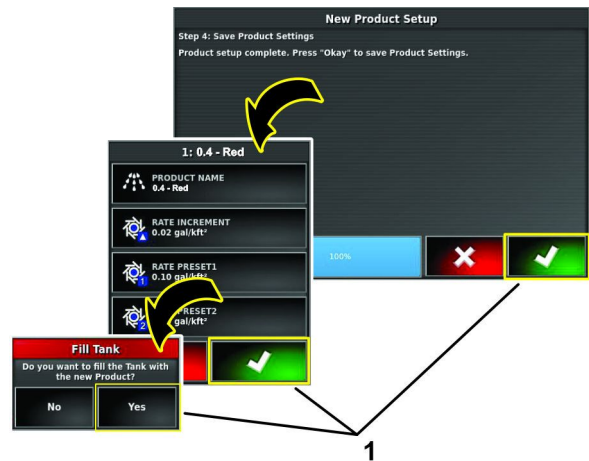 New Product Setup
Step 4: Save Product Settings
Product setup complete. Press "Okay" to save Product Settings.
100%
1: 0.4 - Red
PRODUCT NAME
0.4 - Red
RATE INCREMENT
0.02 gal/kft²
RATE PRESET1
0.10 gal/kft²
1
PRESET2
gal/kft²
2
Fill Tank
Do you want to fill the Tank with
the new Product?
No
Yes
1